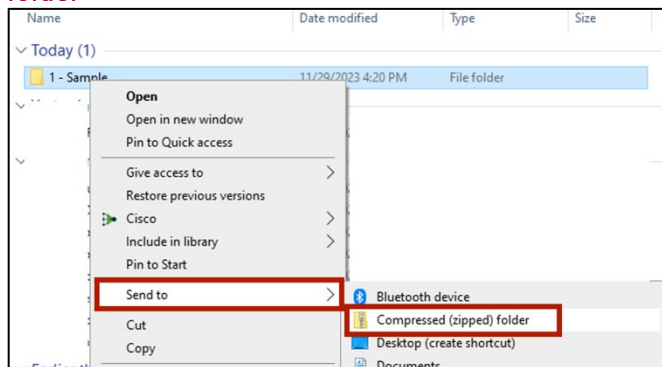 folder
Name Date modified Type Size
Today (1)
1 - Sample 11/29/2023 4:20 PM File folder
Open
Open in new window
Pin to Quick access
Give access to
Restore previous versions
Cisco
Include in library
Pin to Start
Send to
Bluetooth device
Compressed (zipped) folder
Cut
Desktop (create shortcut)
Copy
Documents